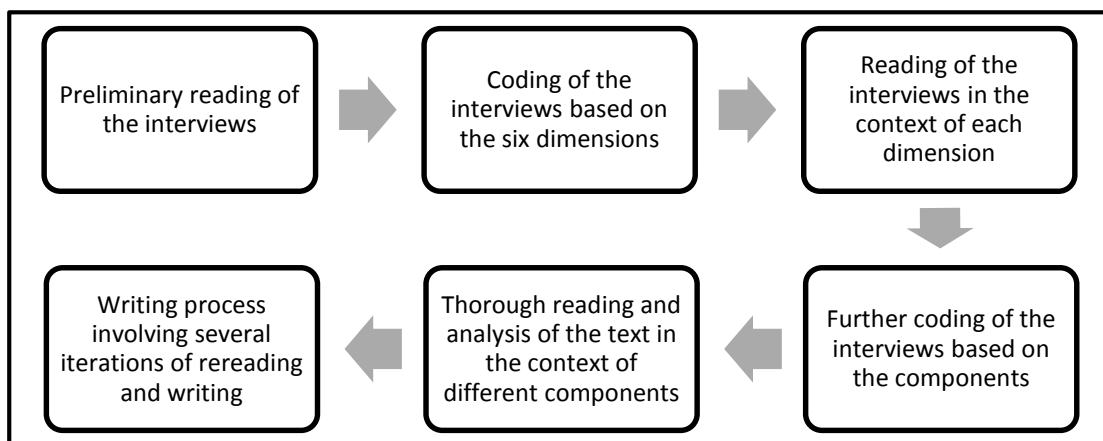 Preliminary reading of
the interviews
Coding of the
interviews based on
the six dimensions
Reading of the
interviews in the
context of each
dimension
Further coding of the
interviews based on
the components
Thorough reading and
analysis of the text in
the context of
different components
Writing process
involving several
iterations of rereading
and writing